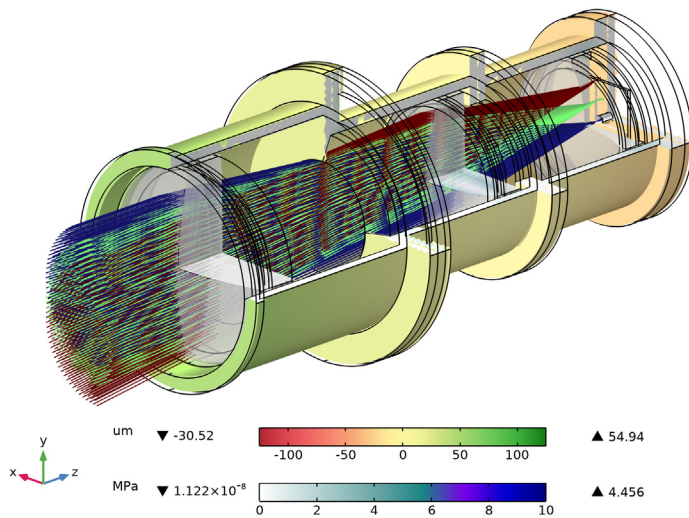 um ▼ -30.52 ▲ 54.94
-100 -50 0 50 100
y
x z
MPa ▼ 1.122×10⁻⁸ ▲ 4.456
0 2 4 6 8 10